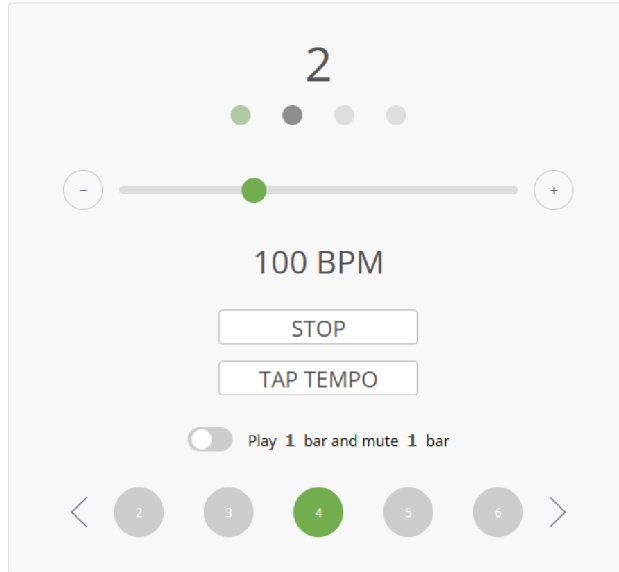 2
− +
100 BPM
STOP
TAP TEMPO
Play 1 bar and mute 1 bar
2 3 4 5 6